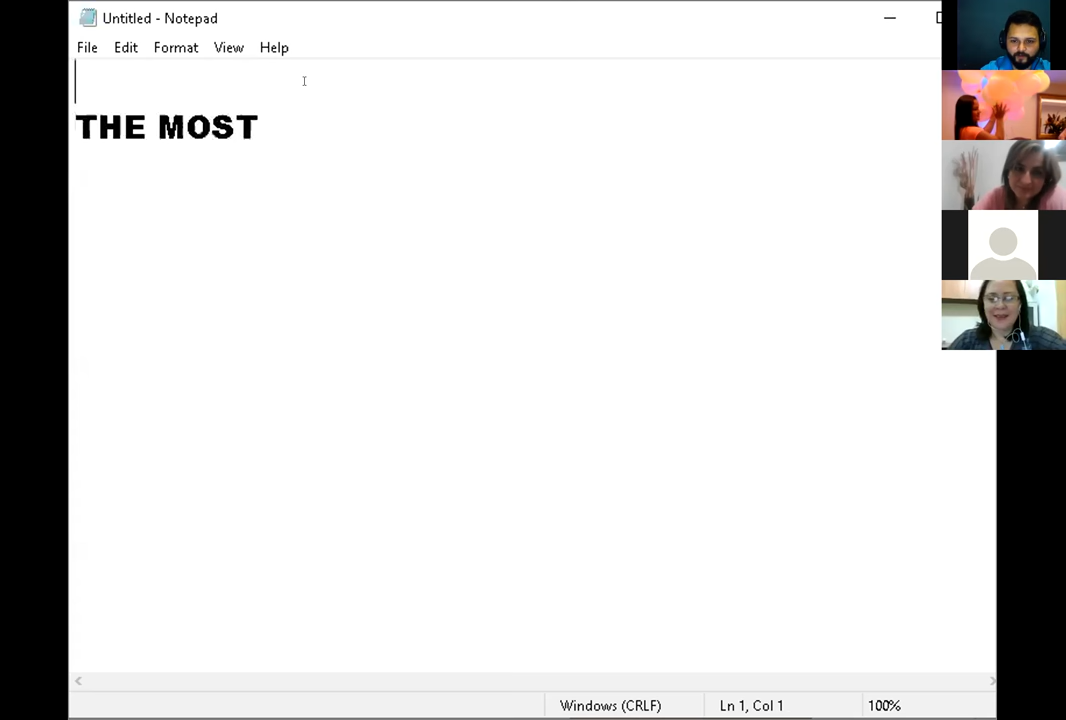 Untitled - Notepad
File Edit Format View Help
THE MOST
Windows (CRLF) Ln 1, Col 1 100%